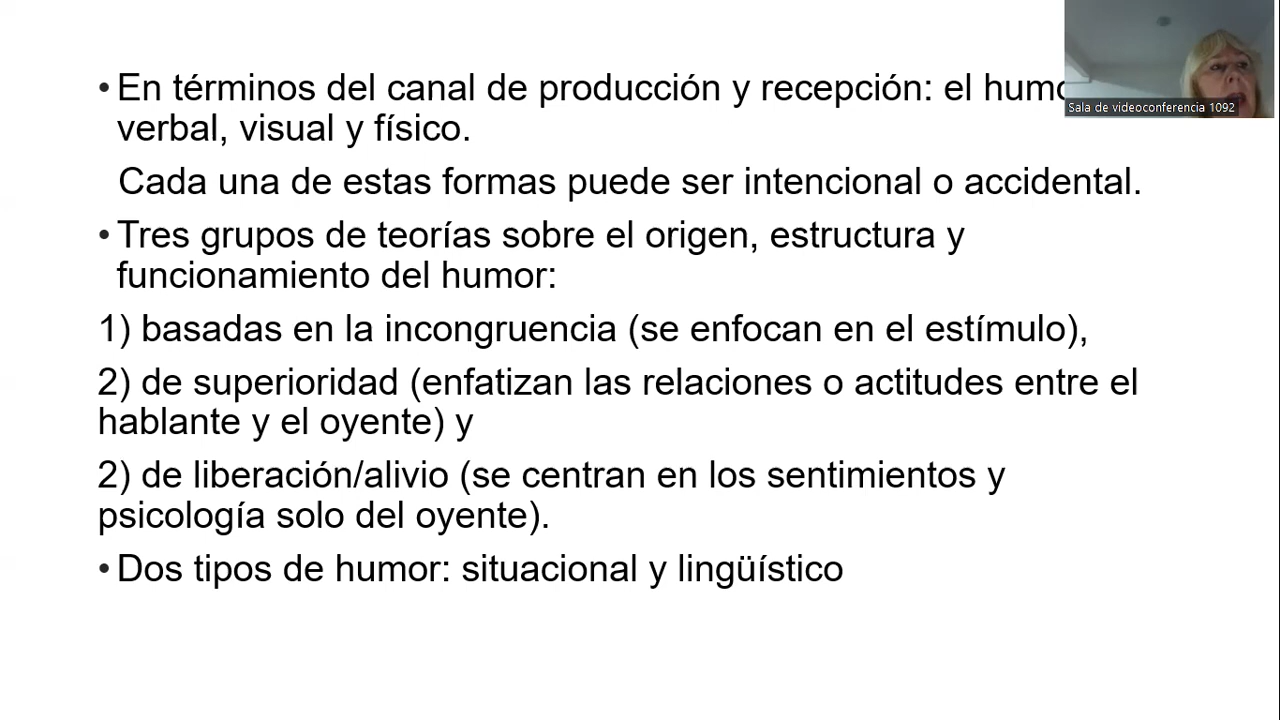 • En términos del canal de producción y recepción: el humo
verbal, visual y físico.
Cada una de estas formas puede ser intencional o accidental.
• Tres grupos de teorías sobre el origen, estructura y
funcionamiento del humor:
1) basadas en la incongruencia (se enfocan en el estímulo),
2) de superioridad (enfatizan las relaciones o actitudes entre el
hablante y el oyente) y
2) de liberación/alivio (se centran en los sentimientos y
psicología solo del oyente).
• Dos tipos de humor: situacional y lingüístico
Sala de videoconferencia 1092